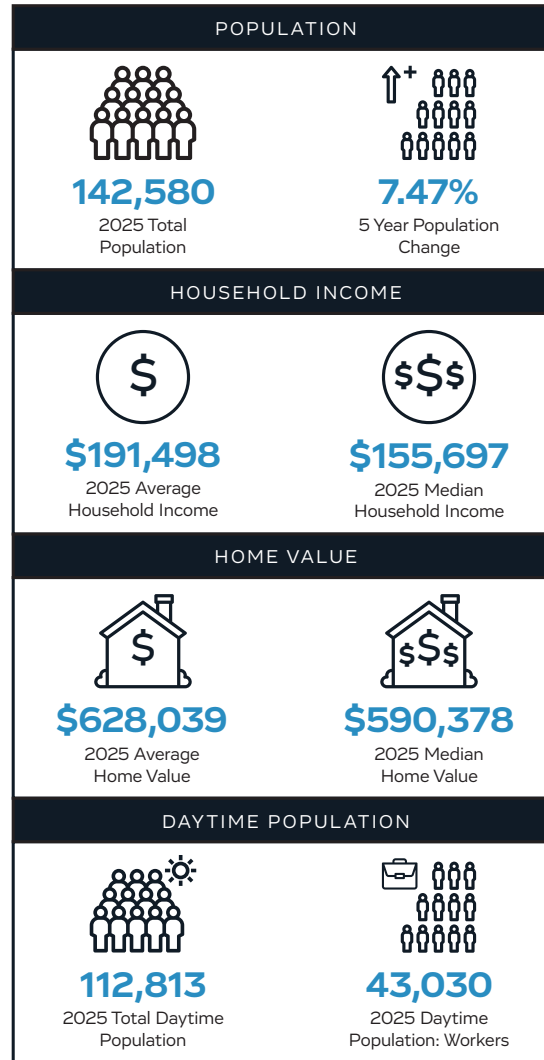 POPULATION
142,580
2025 Total
Population
7.47%
5 Year Population
Change
HOUSEHOLD INCOME
$
$191,498
2025 Average
Household Income
$$$
$155,697
2025 Median
Household Income
HOME VALUE
$
$628,039
2025 Average
Home Value
$$$
$590,378
2025 Median
Home Value
DAYTIME POPULATION
112,813
2025 Total Daytime
Population
43,030
2025 Daytime
Population: Workers